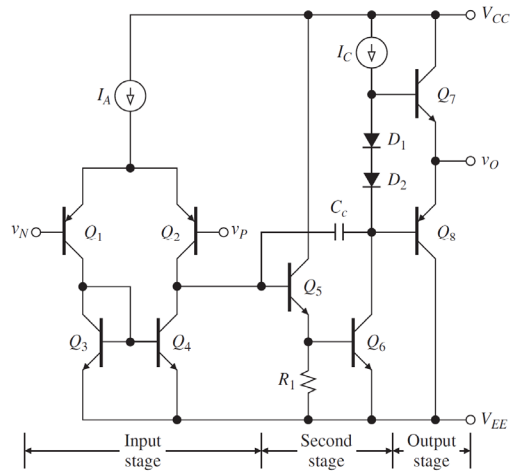 V_CC
I_C
I_A
Q_7
D_1
v_O
D_2
C_c
v_N
Q_1
Q_2
v_P
Q_8
Q_5
Q_3
Q_4
Q_6
R_1
V_EE
Input stage
Second stage
Output stage